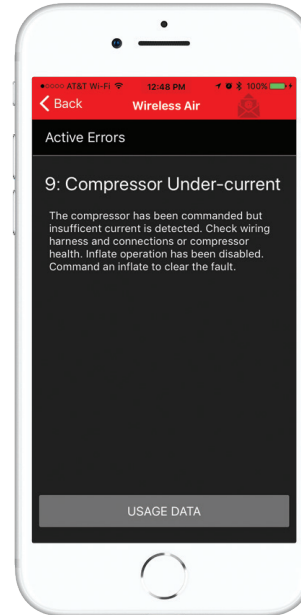 ●○○○○ AT&T Wi-Fi 12:48 PM 100%
Back Wireless Air
Active Errors
9: Compressor Under-current
The compressor has been commanded but
insufficent current is detected. Check wiring
harness and connections or compressor
health. Inflate operation has been disabled.
Command an inflate to clear the fault.
USAGE DATA